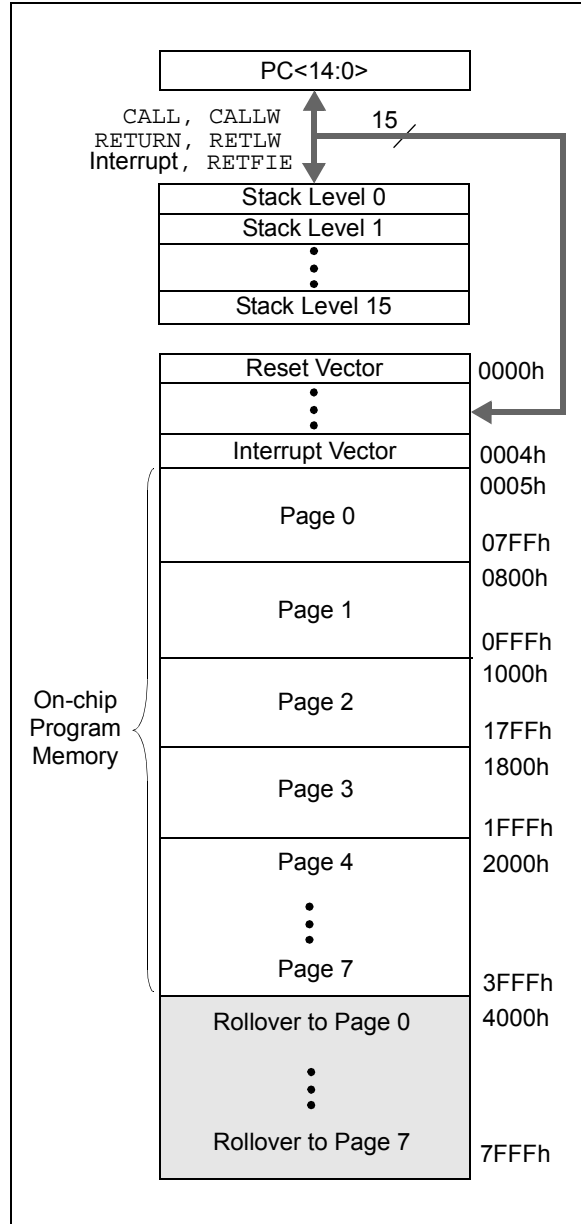 PC<14:0>
CALL, CALLW
15
RETURN, RETLW
Interrupt, RETFIE
Stack Level 0
Stack Level 1
Stack Level 15
Reset Vector
0000h
Interrupt Vector
0004h
0005h
Page 0
07FFh
0800h
Page 1
0FFFh
1000h
On-chip
Program
Memory
Page 2
17FFh
1800h
Page 3
1FFFh
Page 4
2000h
Page 7
3FFFh
Rollover to Page 0
4000h
Rollover to Page 7
7FFFh